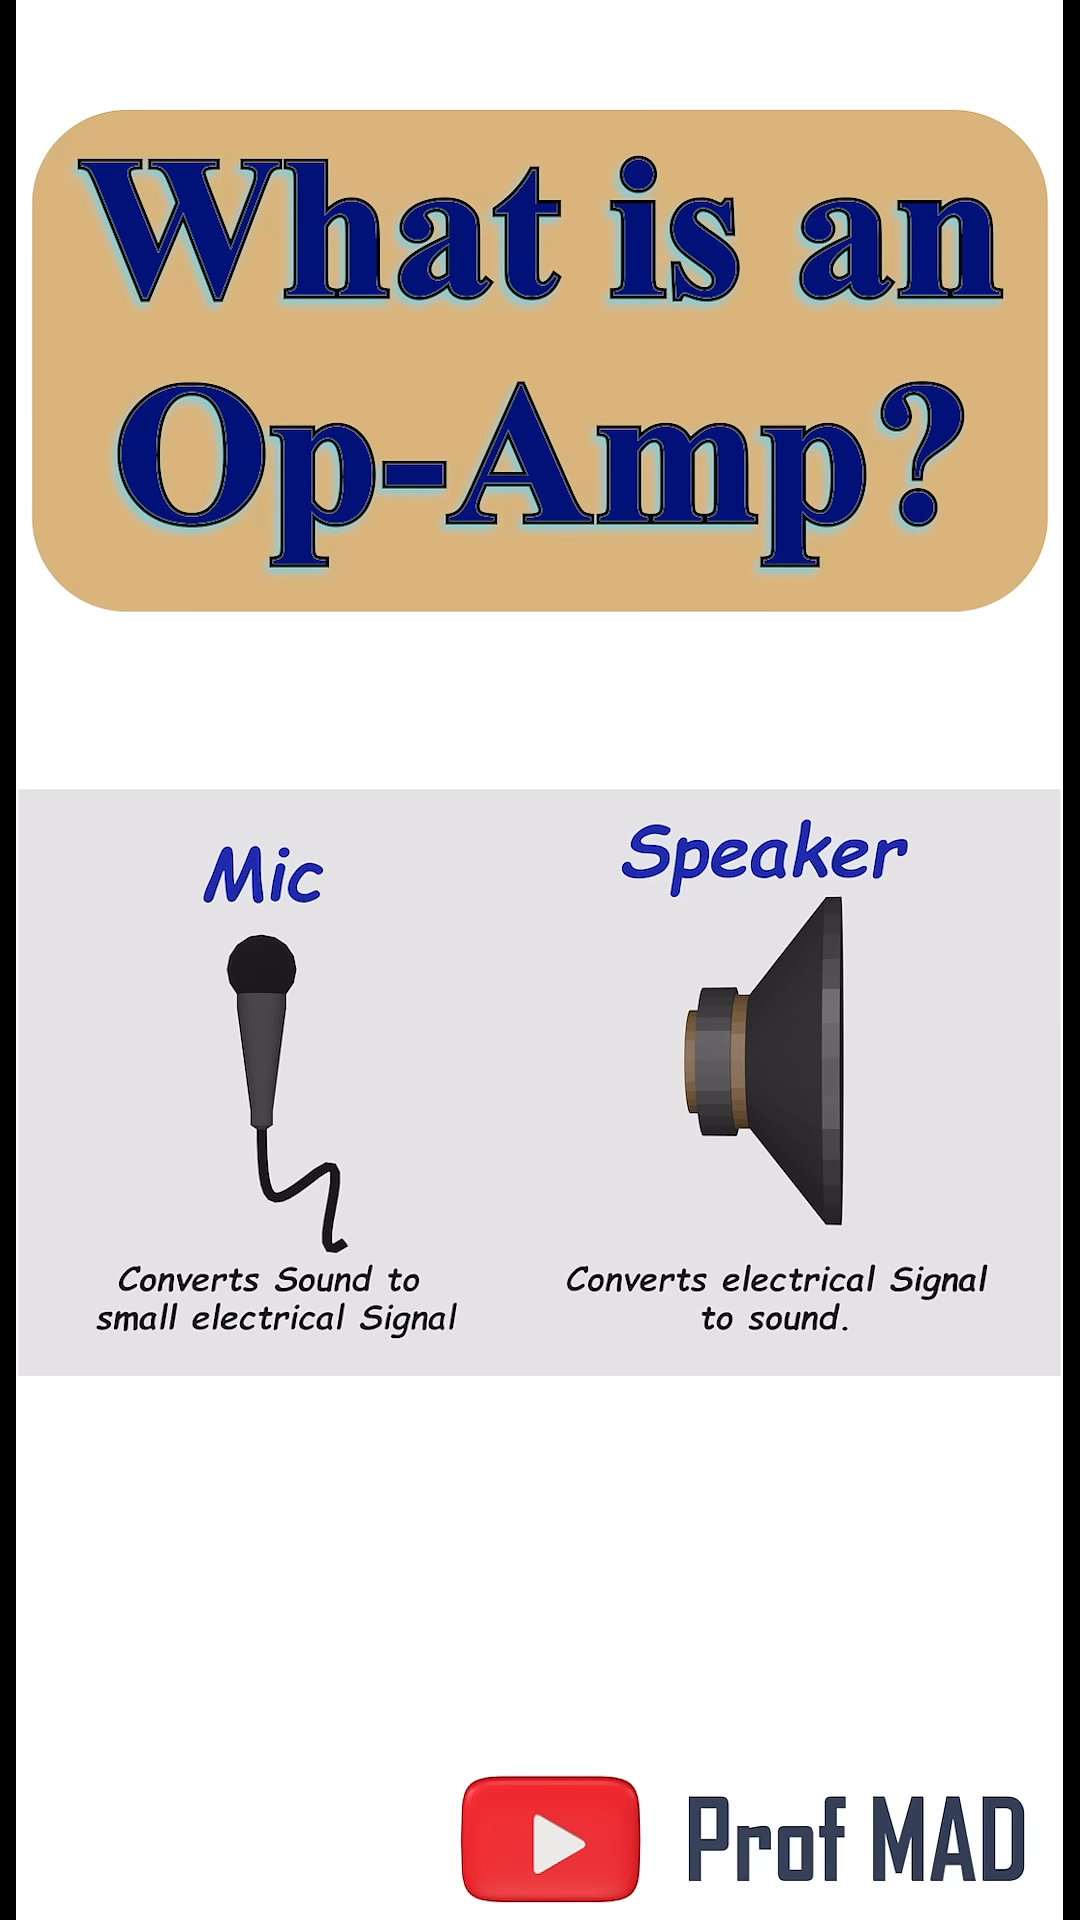 What is an
Op-Amp?
Mic
Speaker
Converts Sound to
small electrical Signal
Converts electrical Signal
to sound.
Prof MAD